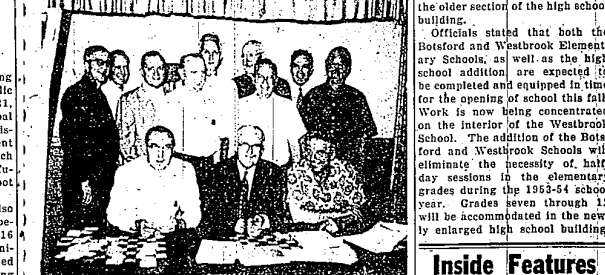 the older section of the high school
building.
Officials stated that both the
Botsford and Westbrook Element-
ary Schools, as well as the high
school addition, are expected to
be completed and equipped in time
for the opening of school this fall.
Work is now being concentrated
on the interior of the Westbrook
School. The addition of the Bots-
ford and Westbrook Schools will
eliminate the necessity of half
day sessions in the elementary
grades during the 1953-54 school
year. Grades seven through 12
will be accommodated in the new-
ly enlarged high school building.
Inside Features